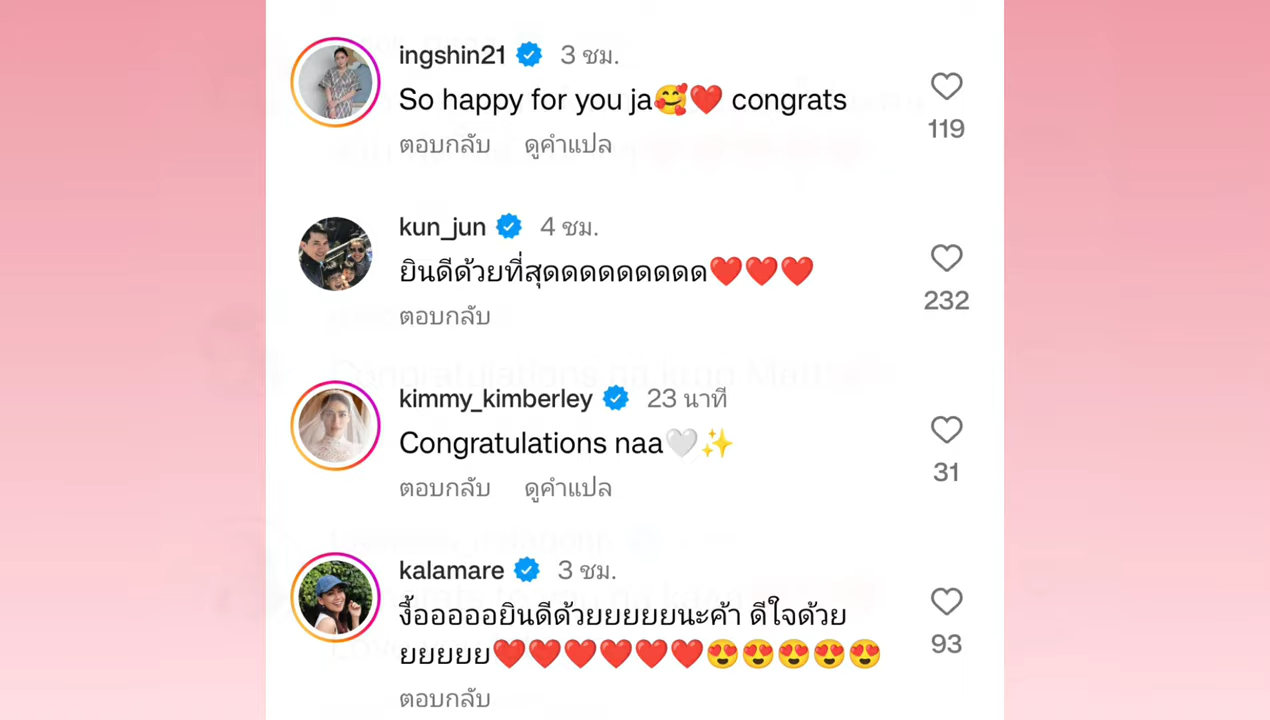 ingshin21 3 ชม.
So happy for you ja🥰❤️ congrats
119
ตอบกลับ ดูคำแปล
kun_jun 4 ชม.
ยินดีด้วยที่สุดดดดดดดดดด❤️❤️❤️
232
ตอบกลับ
kimmy_kimberley 23 นาที
Congratulations naa🤍✨
31
ตอบกลับ ดูคำแปล
kalamare 3 ชม.
งื้อออออยินดีด้วยยยยยนะค้า ดีใจด้วย
ยยยยย❤️❤️❤️❤️❤️❤️😍😍😍😍😍
93
ตอบกลับ